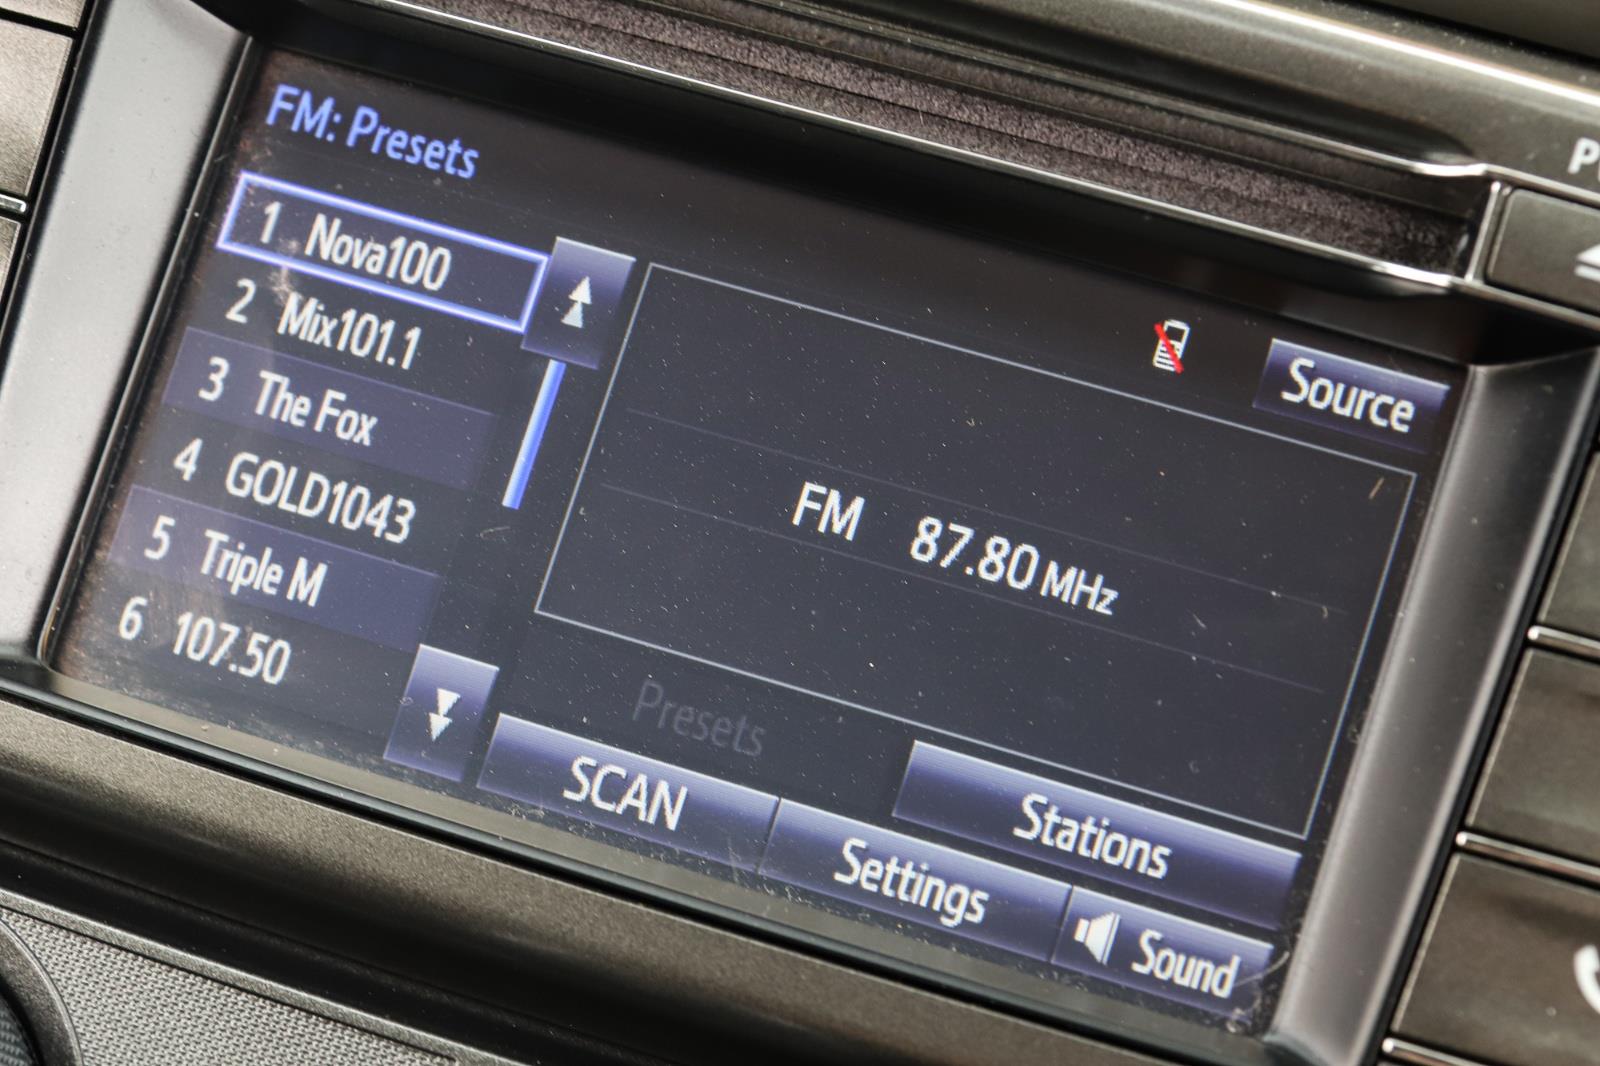 FM: Presets
1 Nova100
2 Mix101.1
3 The Fox
4 GOLD1043
5 Triple M
6 107.50
Source
FM 87.80 MHz
Presets
Stations
SCAN
Settings
Sound